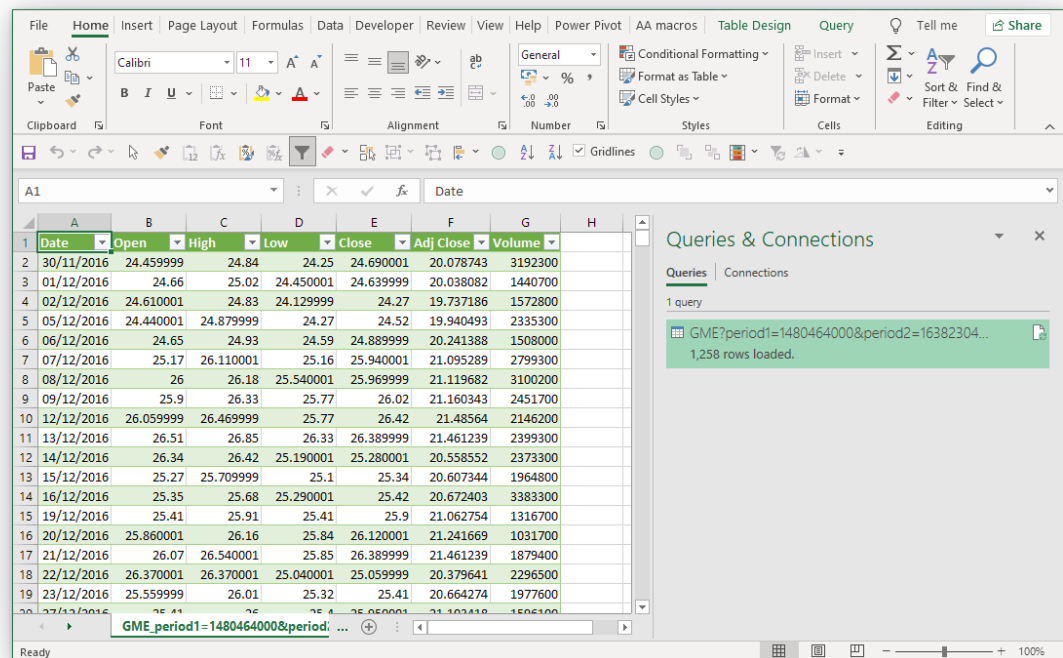 File Home Insert Page Layout Formulas Data Developer Review View Help Power Pivot AA macros Table Design Query Tell me Share
Paste
Calibri 11 A A
B I U A
ab
General
% ,
Conditional Formatting
Format as Table
Cell Styles
Insert
Delete
Format
Sort & Filter
Find & Select
Clipboard Font Alignment Number Styles Cells Editing
Gridlines
A1 fx Date
A B C D E F G H
1 Date Open High Low Close Adj Close Volume
2 30/11/2016 24.459999 24.84 24.25 24.690001 20.078743 3192300
3 01/12/2016 24.66 25.02 24.450001 24.639999 20.038082 1440700
4 02/12/2016 24.610001 24.83 24.129999 24.27 19.737186 1572800
5 05/12/2016 24.440001 24.879999 24.27 24.52 19.940493 2335300
6 06/12/2016 24.65 24.93 24.59 24.889999 20.241388 1508000
7 07/12/2016 25.17 26.110001 25.16 25.940001 21.095289 2799300
8 08/12/2016 26 26.18 25.540001 25.969999 21.119682 3100200
9 09/12/2016 25.9 26.33 25.77 26.02 21.160343 2451700
10 12/12/2016 26.059999 26.469999 25.77 26.42 21.48564 2146200
11 13/12/2016 26.51 26.85 26.33 26.389999 21.461239 2399300
12 14/12/2016 26.34 26.42 25.190001 25.280001 20.558552 2373300
13 15/12/2016 25.27 25.709999 25.1 25.34 20.607344 1964800
14 16/12/2016 25.35 25.68 25.290001 25.42 20.672403 3383300
15 19/12/2016 25.41 25.91 25.41 25.9 21.062754 1316700
16 20/12/2016 25.860001 26.16 25.84 26.120001 21.241669 1031700
17 21/12/2016 26.07 26.540001 25.85 26.389999 21.461239 1879400
18 22/12/2016 26.370001 26.370001 25.040001 25.059999 20.379641 2296500
19 23/12/2016 25.559999 26.01 25.32 25.41 20.664274 1977600
Queries & Connections
Queries Connections
1 query
GME?period1=1480464000&period2=16382304...
1,258 rows loaded.
GME_period1=1480464000&period2 ...
Ready 100%